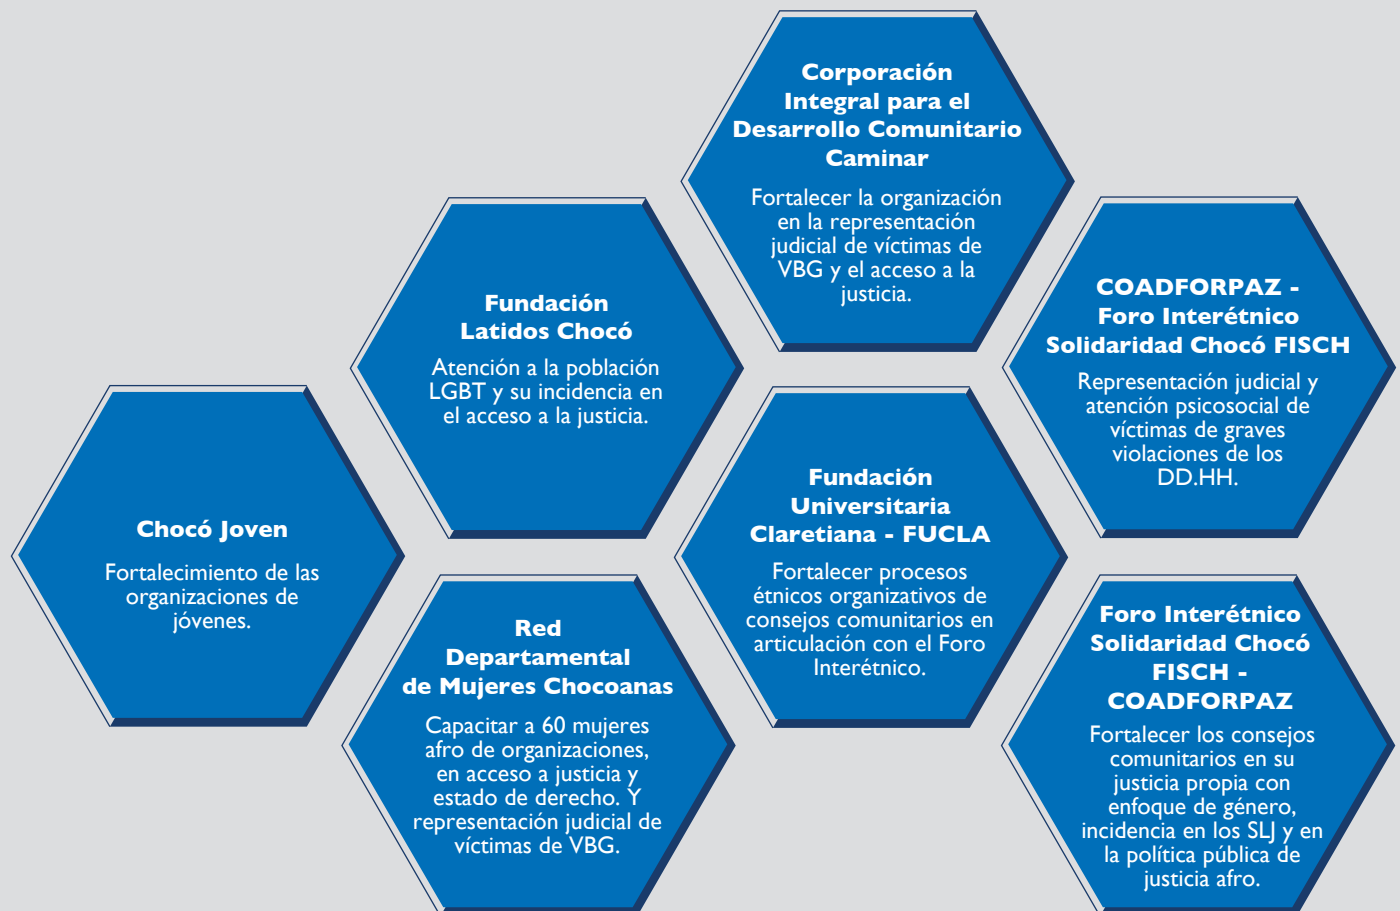 Corporación
Integral para el
Desarrollo Comunitario
Caminar
Fortalecer la organización
en la representación
judicial de víctimas de
VBG y el acceso a la
justicia.
Fundación
Latidos Chocó
Atención a la población
LGBT y su incidencia en
el acceso a la justicia.
COADFORPAZ -
Foro Interétnico
Solidaridad Chocó FISCH
Representación judicial y
atención psicosocial de
víctimas de graves
violaciones de los
DD.HH.
Chocó Joven
Fortalecimiento de las
organizaciones de
jóvenes.
Fundación
Universitaria
Claretiana - FUCLA
Fortalecer procesos
étnicos organizativos de
consejos comunitarios en
articulación con el Foro
Interétnico.
Red
Departamental
de Mujeres Chocoanas
Capacitar a 60 mujeres
afro de organizaciones,
en acceso a justicia y
estado de derecho. Y
representación judicial de
víctimas de VBG.
Foro Interétnico
Solidaridad Chocó
FISCH -
COADFORPAZ
Fortalecer los consejos
comunitarios en su
justicia propia con
enfoque de género,
incidencia en los SLJ y en
la política pública de
justicia afro.